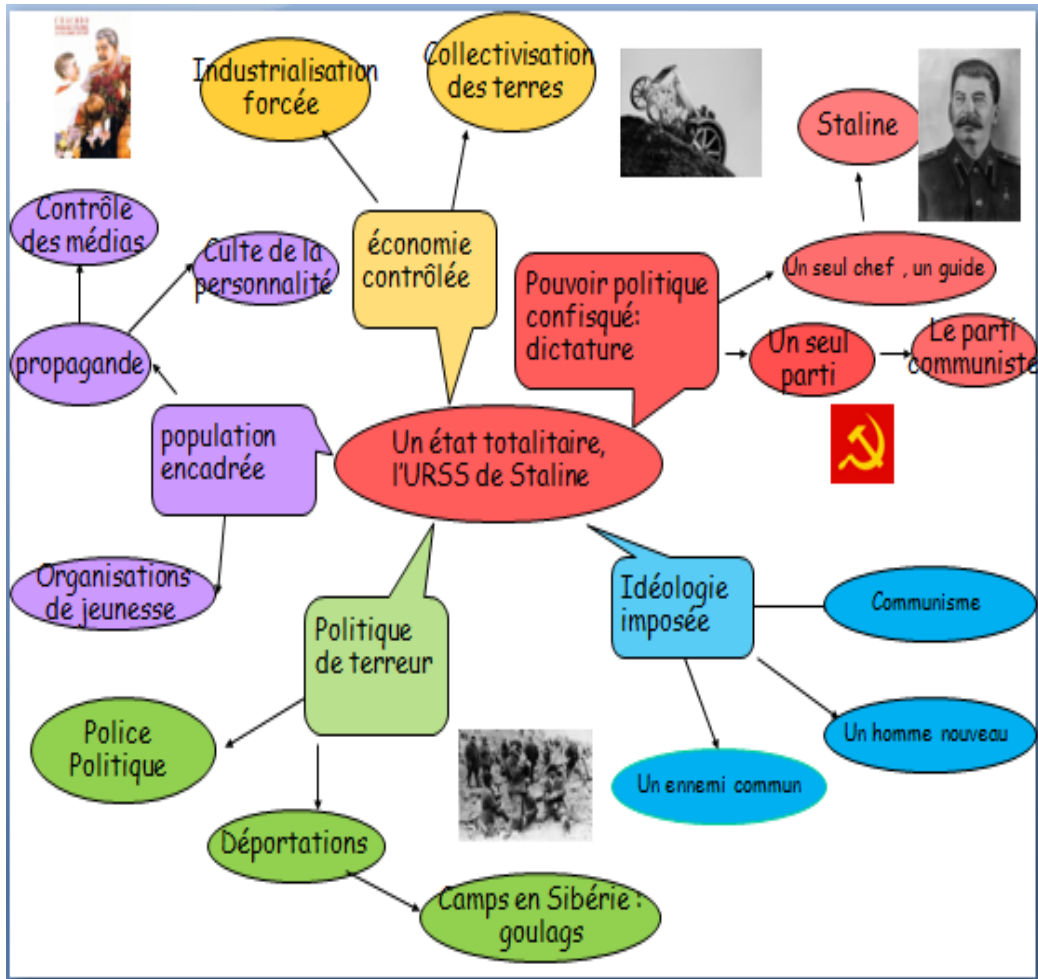 Industrialisation
forcée
Collectivisation
des terres
Staline
Contrôle
des médias
Culte de la
personnalité
économie
contrôlée
Pouvoir politique
confisqué:
dictature
Un seul chef , un guide
Un seul
parti
Le parti
communiste
propagande
population
encadrée
Un état totalitaire,
l'URSS de Staline
Organisations
de jeunesse
Politique
de terreur
Idéologie
imposée
Communisme
Police
Politique
Un homme nouveau
Un ennemi commun
Déportations
Camps en Sibérie :
goulags